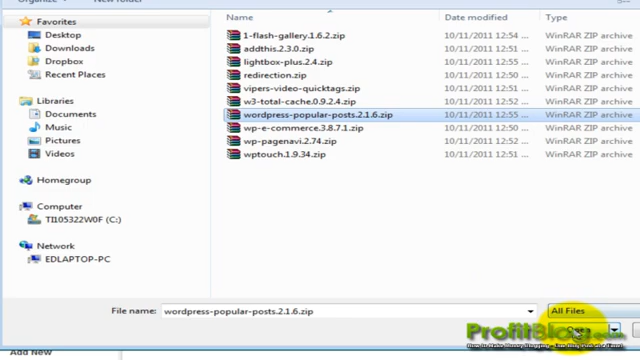 Organize
New folder
Favorites
Desktop
Downloads
Dropbox
Recent Places
Libraries
Documents
Music
Pictures
Videos
Homegroup
Computer
TI105322W0F (C:)
Network
EDLAPTOP-PC
Name
Date modified
Type
1-flash-gallery.1.6.2.zip 10/11/2011 12:54 ... WinRAR ZIP archive
addthis.2.3.0.zip 10/11/2011 12:51 ... WinRAR ZIP archive
lightbox-plus.2.3.zip 10/11/2011 12:54 ... WinRAR ZIP archive
redirection.zip 10/11/2011 12:50 ... WinRAR ZIP archive
vipers-video-quicktags.zip 10/11/2011 12:51 ... WinRAR ZIP archive
w3-total-cache.0.9.2.4.zip 10/11/2011 12:52 ... WinRAR ZIP archive
wordpress-popular-posts.2.1.6.zip 10/11/2011 12:55 ... WinRAR ZIP archive
wp-e-commerce.3.8.7.1.zip 10/11/2011 12:52 ... WinRAR ZIP archive
wp-pagenavi.2.74.zip 10/11/2011 12:52 ... WinRAR ZIP archive
wptouch.1.9.34.zip 10/11/2011 12:51 ... WinRAR ZIP archive
File name: wordpress-popular-posts.2.1.6.zip
All Files
ProfitBlog.com
Add New